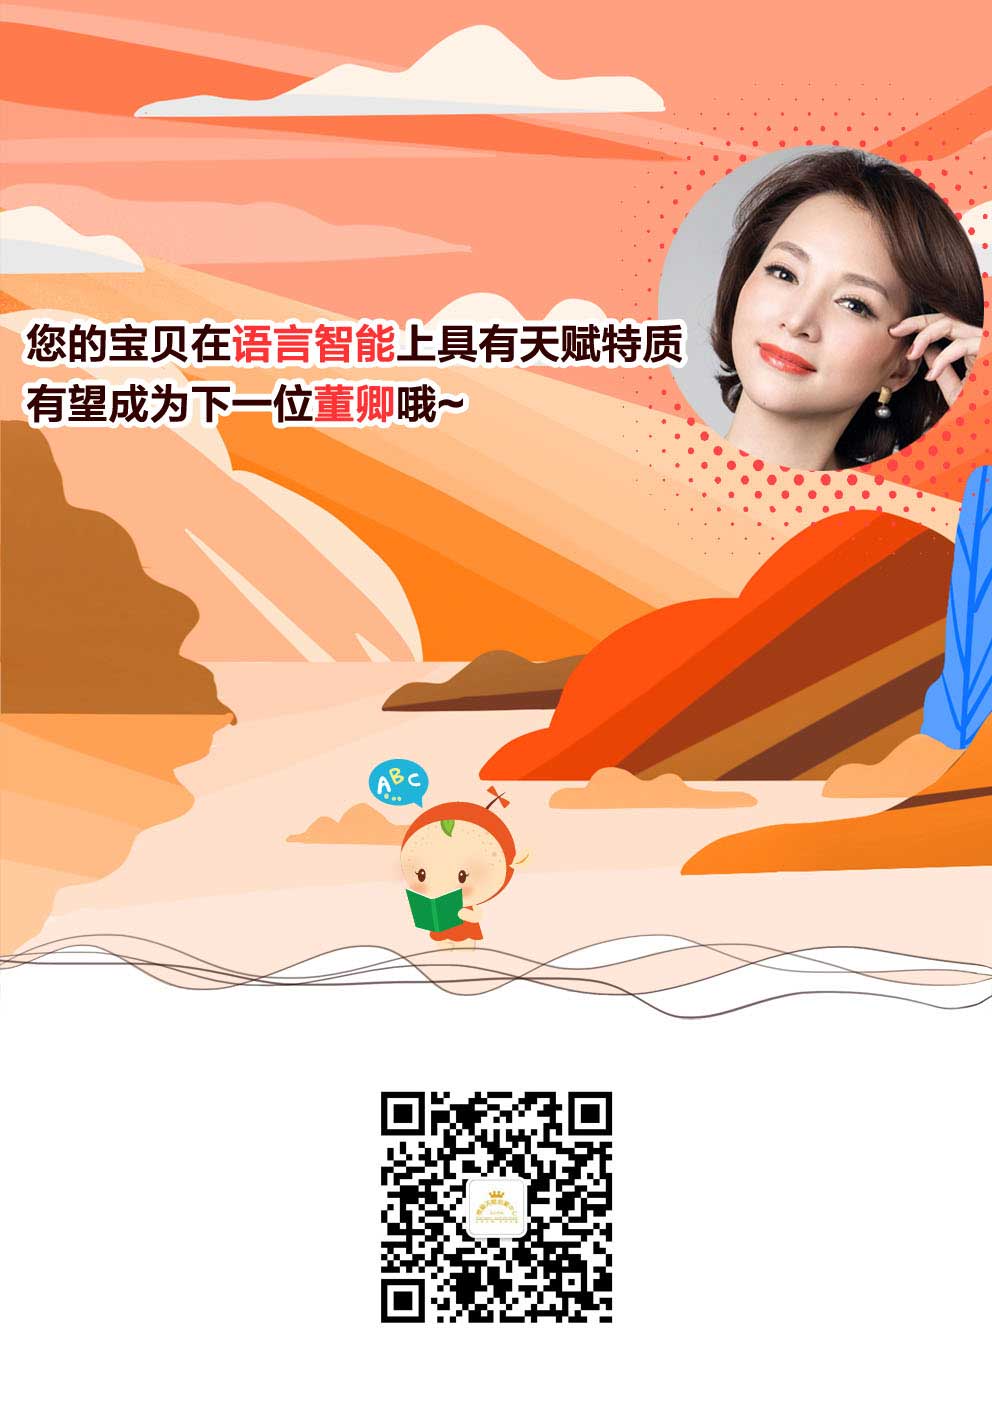 您的宝贝在语言智能上具有天赋特质
有望成为下一位董卿哦~
ABC